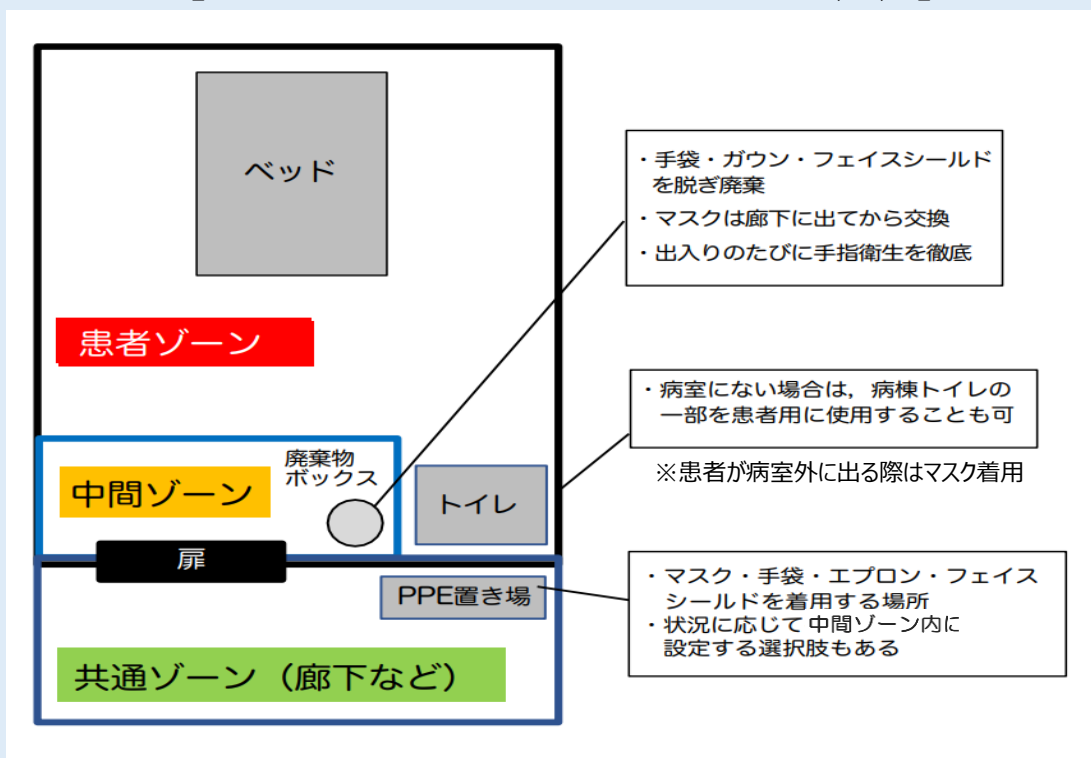 ベッド
・手袋・ガウン・フェイスシールド
を脱ぎ廃棄
・マスクは廊下に出てから交換
・出入りのたびに手指衛生を徹底
患者ゾーン
・病室にない場合は，病棟トイレの
一部を患者用に使用することも可
※患者が病室外に出る際はマスク着用
中間ゾーン
廃棄物
ボックス
トイレ
扉
PPE置き場
・マスク・手袋・エプロン・フェイス
シールドを着用する場所
・状況に応じて中間ゾーン内に
設定する選択肢もある
共通ゾーン（廊下など）